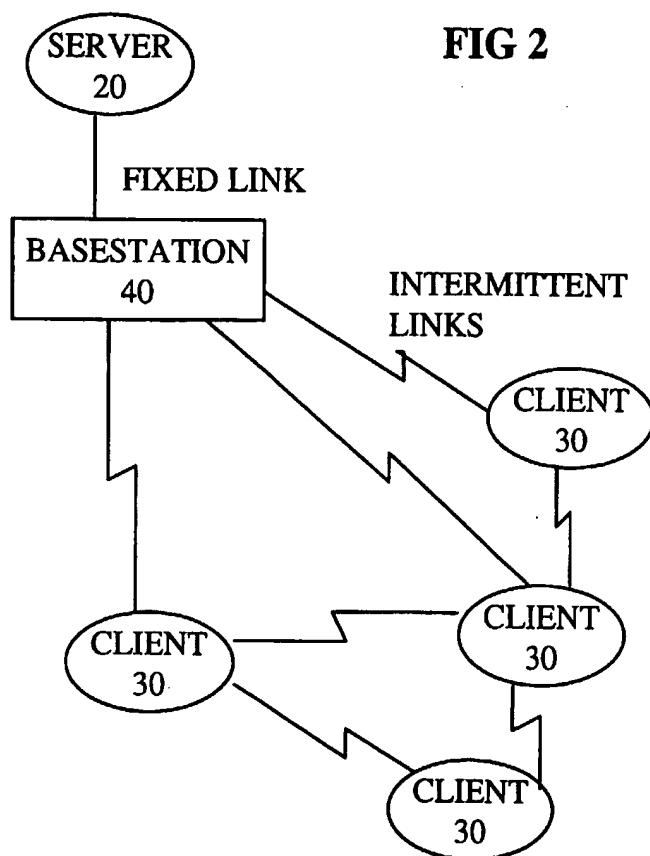 FIG 2
SERVER
20
FIXED LINK
BASESTATION
40
INTERMITTENT
LINKS
CLIENT
30
CLIENT
30
CLIENT
30
CLIENT
30